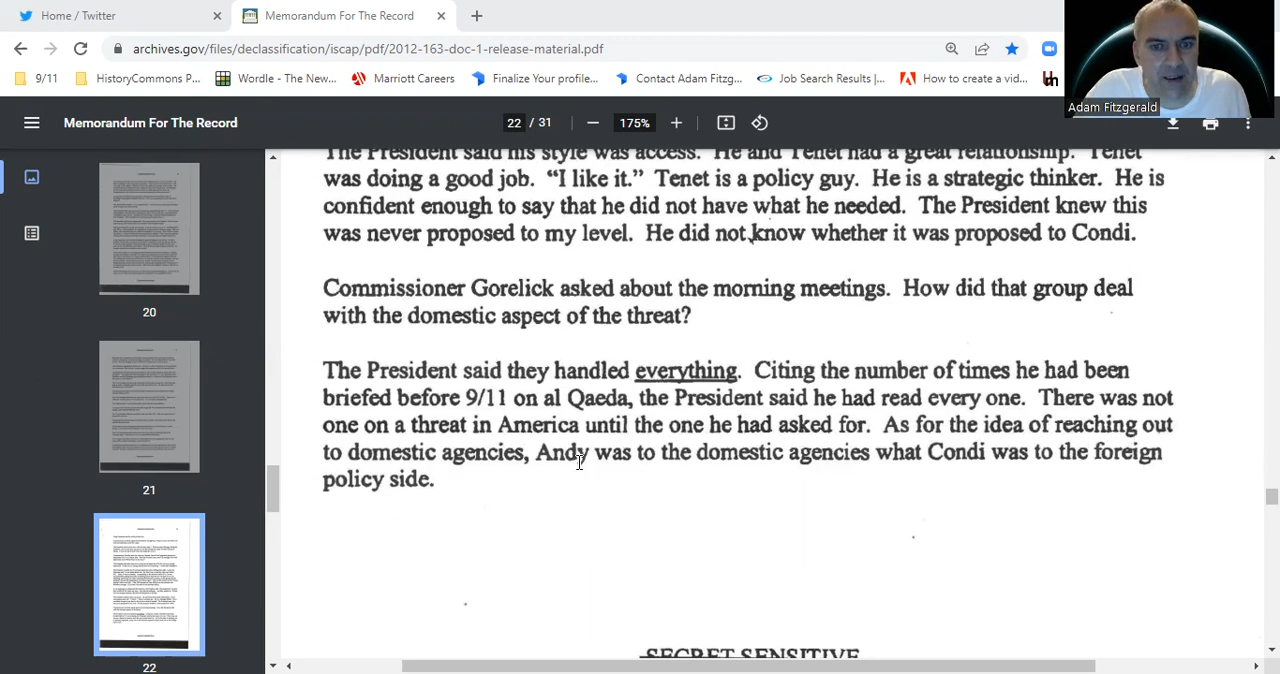 Home / Twitter
Memorandum For The Record
archives.gov/files/declassification/iscap/pdf/2012-163-doc-1-release-material.pdf
9/11
HistoryCommons P...
Wordle - The New...
Marriott Careers
Finalize Your profile...
Contact Adam Fitzg...
Job Search Results |...
How to create a vid...
Adam Fitzgerald
Memorandum For The Record
22 / 31
175%
20
21
22
The President said his style was access. He and Tenet had a great relationship. Tenet
was doing a good job. "I like it." Tenet is a policy guy. He is a strategic thinker. He is
confident enough to say that he did not have what he needed. The President knew this
was never proposed to my level. He did not know whether it was proposed to Condi.
Commissioner Gorelick asked about the morning meetings. How did that group deal
with the domestic aspect of the threat?
The President said they handled everything. Citing the number of times he had been
briefed before 9/11 on al Qaeda, the President said he had read every one. There was not
one on a threat in America until the one he had asked for. As for the idea of reaching out
to domestic agencies, Andy was to the domestic agencies what Condi was to the foreign
policy side.
SECRET SENSITIVE